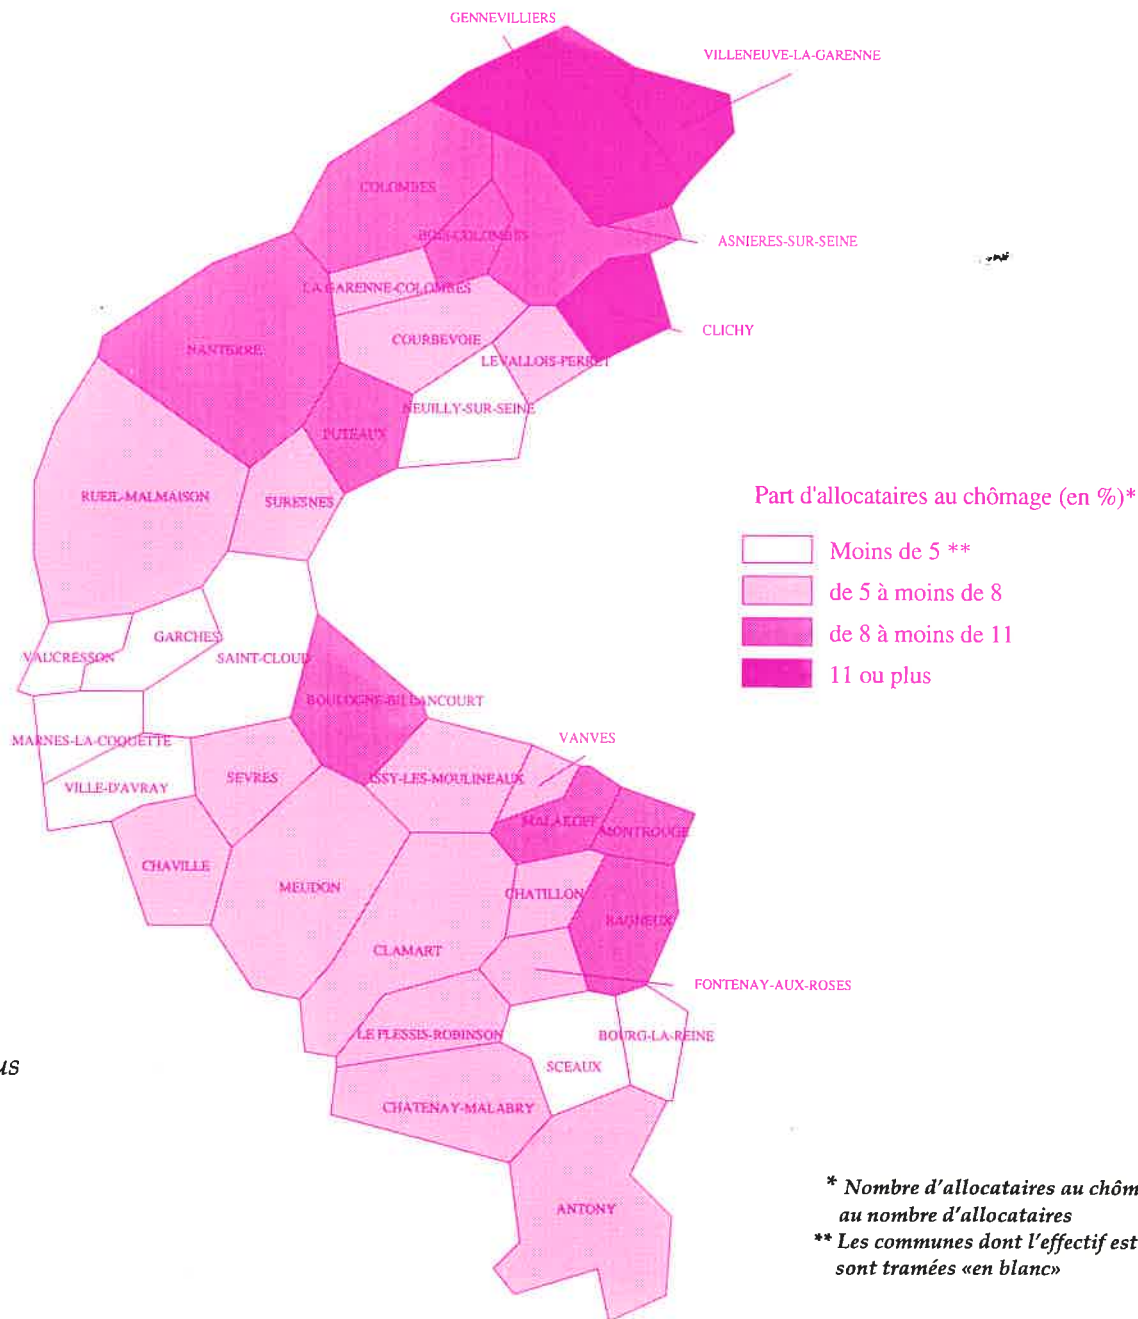 GENNEVILLIERS
VILLENEUVE-LA-GARENNE
COLOMBES
BOIS-COLOMBES
ASNIERES-SUR-SEINE
LA GARENNE-COLOMBES
CLICHY
COURBEVOIE
NANTERRE
LEVALLOIS-PERRET
NEUILLY-SUR-SEINE
PUTEAUX
RUEIL-MALMAISON
SURESNES
Part d'allocataires au chômage (en %)*
Moins de 5 **
de 5 à moins de 8
de 8 à moins de 11
11 ou plus
GARCHES
VAUCRESSON
SAINT-CLOUD
BOULOGNE-BILLANCOURT
MARNES-LA-COQUETTE
VANVES
SEVRES
ISSY-LES-MOULINEAUX
VILLE-D'AVRAY
MALAKOFF
MONTROUGE
CHAVILLE
MEUDON
CHATILLON
BAGNEUX
CLAMART
FONTENAY-AUX-ROSES
LE PLESSIS-ROBINSON
BOURG-LA-REINE
SCEAUX
us
CHATENAY-MALABRY
ANTONY
* Nombre d'allocataires au chôm
au nombre d'allocataires
** Les communes dont l'effectif est
sont tramées «en blanc»